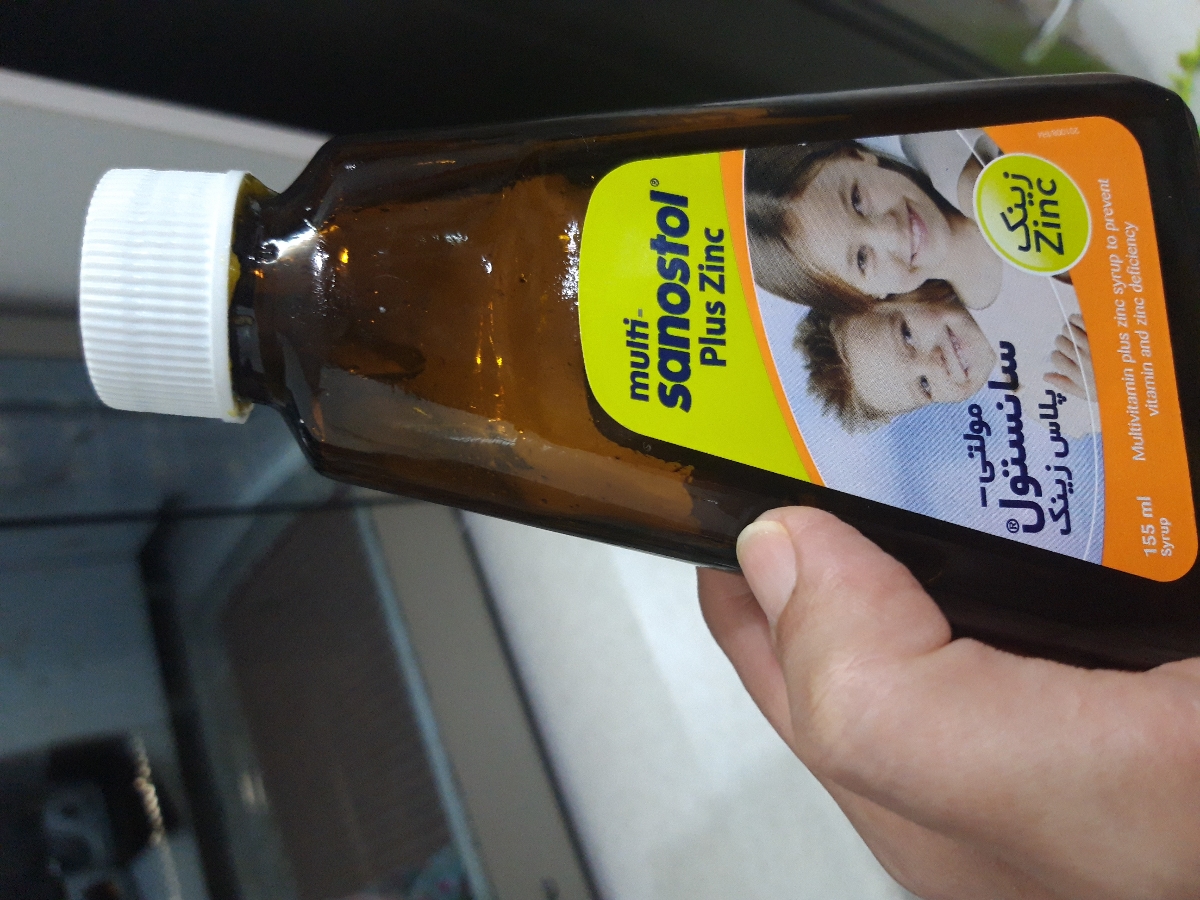 multi-
sanostol®
Plus Zinc
زینک
Zinc
مولتی-
سانستول®
پلاس زینک
Multivitamin plus zinc syrup to prevent
vitamin and zinc deficiency
155 ml
syrup